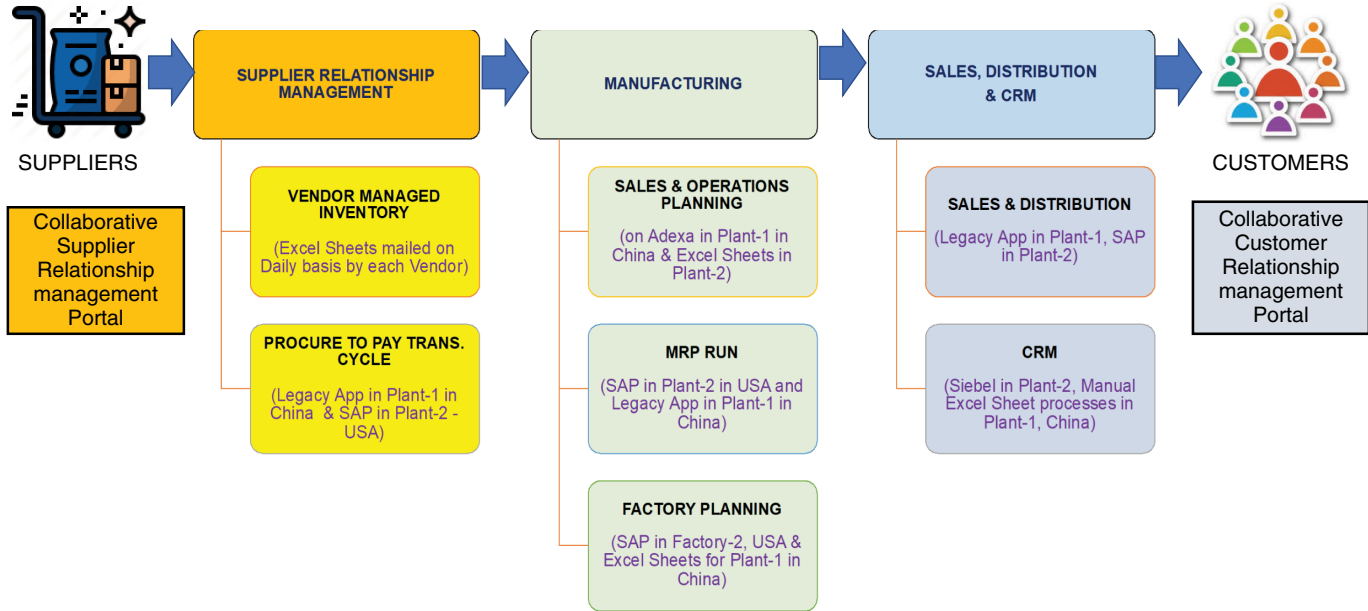 SUPPLIERS
Collaborative
Supplier
Relationship
management
Portal
SUPPLIER RELATIONSHIP
MANAGEMENT
VENDOR MANAGED
INVENTORY
(Excel Sheets mailed on
Daily basis by each Vendor)
PROCURE TO PAY TRANS.
CYCLE
(Legacy App in Plant-1 in
China & SAP in Plant-2 -
USA)
MANUFACTURING
SALES & OPERATIONS
PLANNING
(on Adexa in Plant-1 in
China & Excel Sheets in
Plant-2)
MRP RUN
(SAP in Plant-2 in USA and
Legacy App in Plant-1 in
China)
FACTORY PLANNING
(SAP in Factory-2, USA &
Excel Sheets for Plant-1 in
China)
SALES, DISTRIBUTION
& CRM
SALES & DISTRIBUTION
(Legacy App in Plant-1, SAP
in Plant-2)
CRM
(Siebel in Plant-2, Manual
Excel Sheet processes in
Plant-1, China)
CUSTOMERS
Collaborative
Customer
Relationship
management
Portal